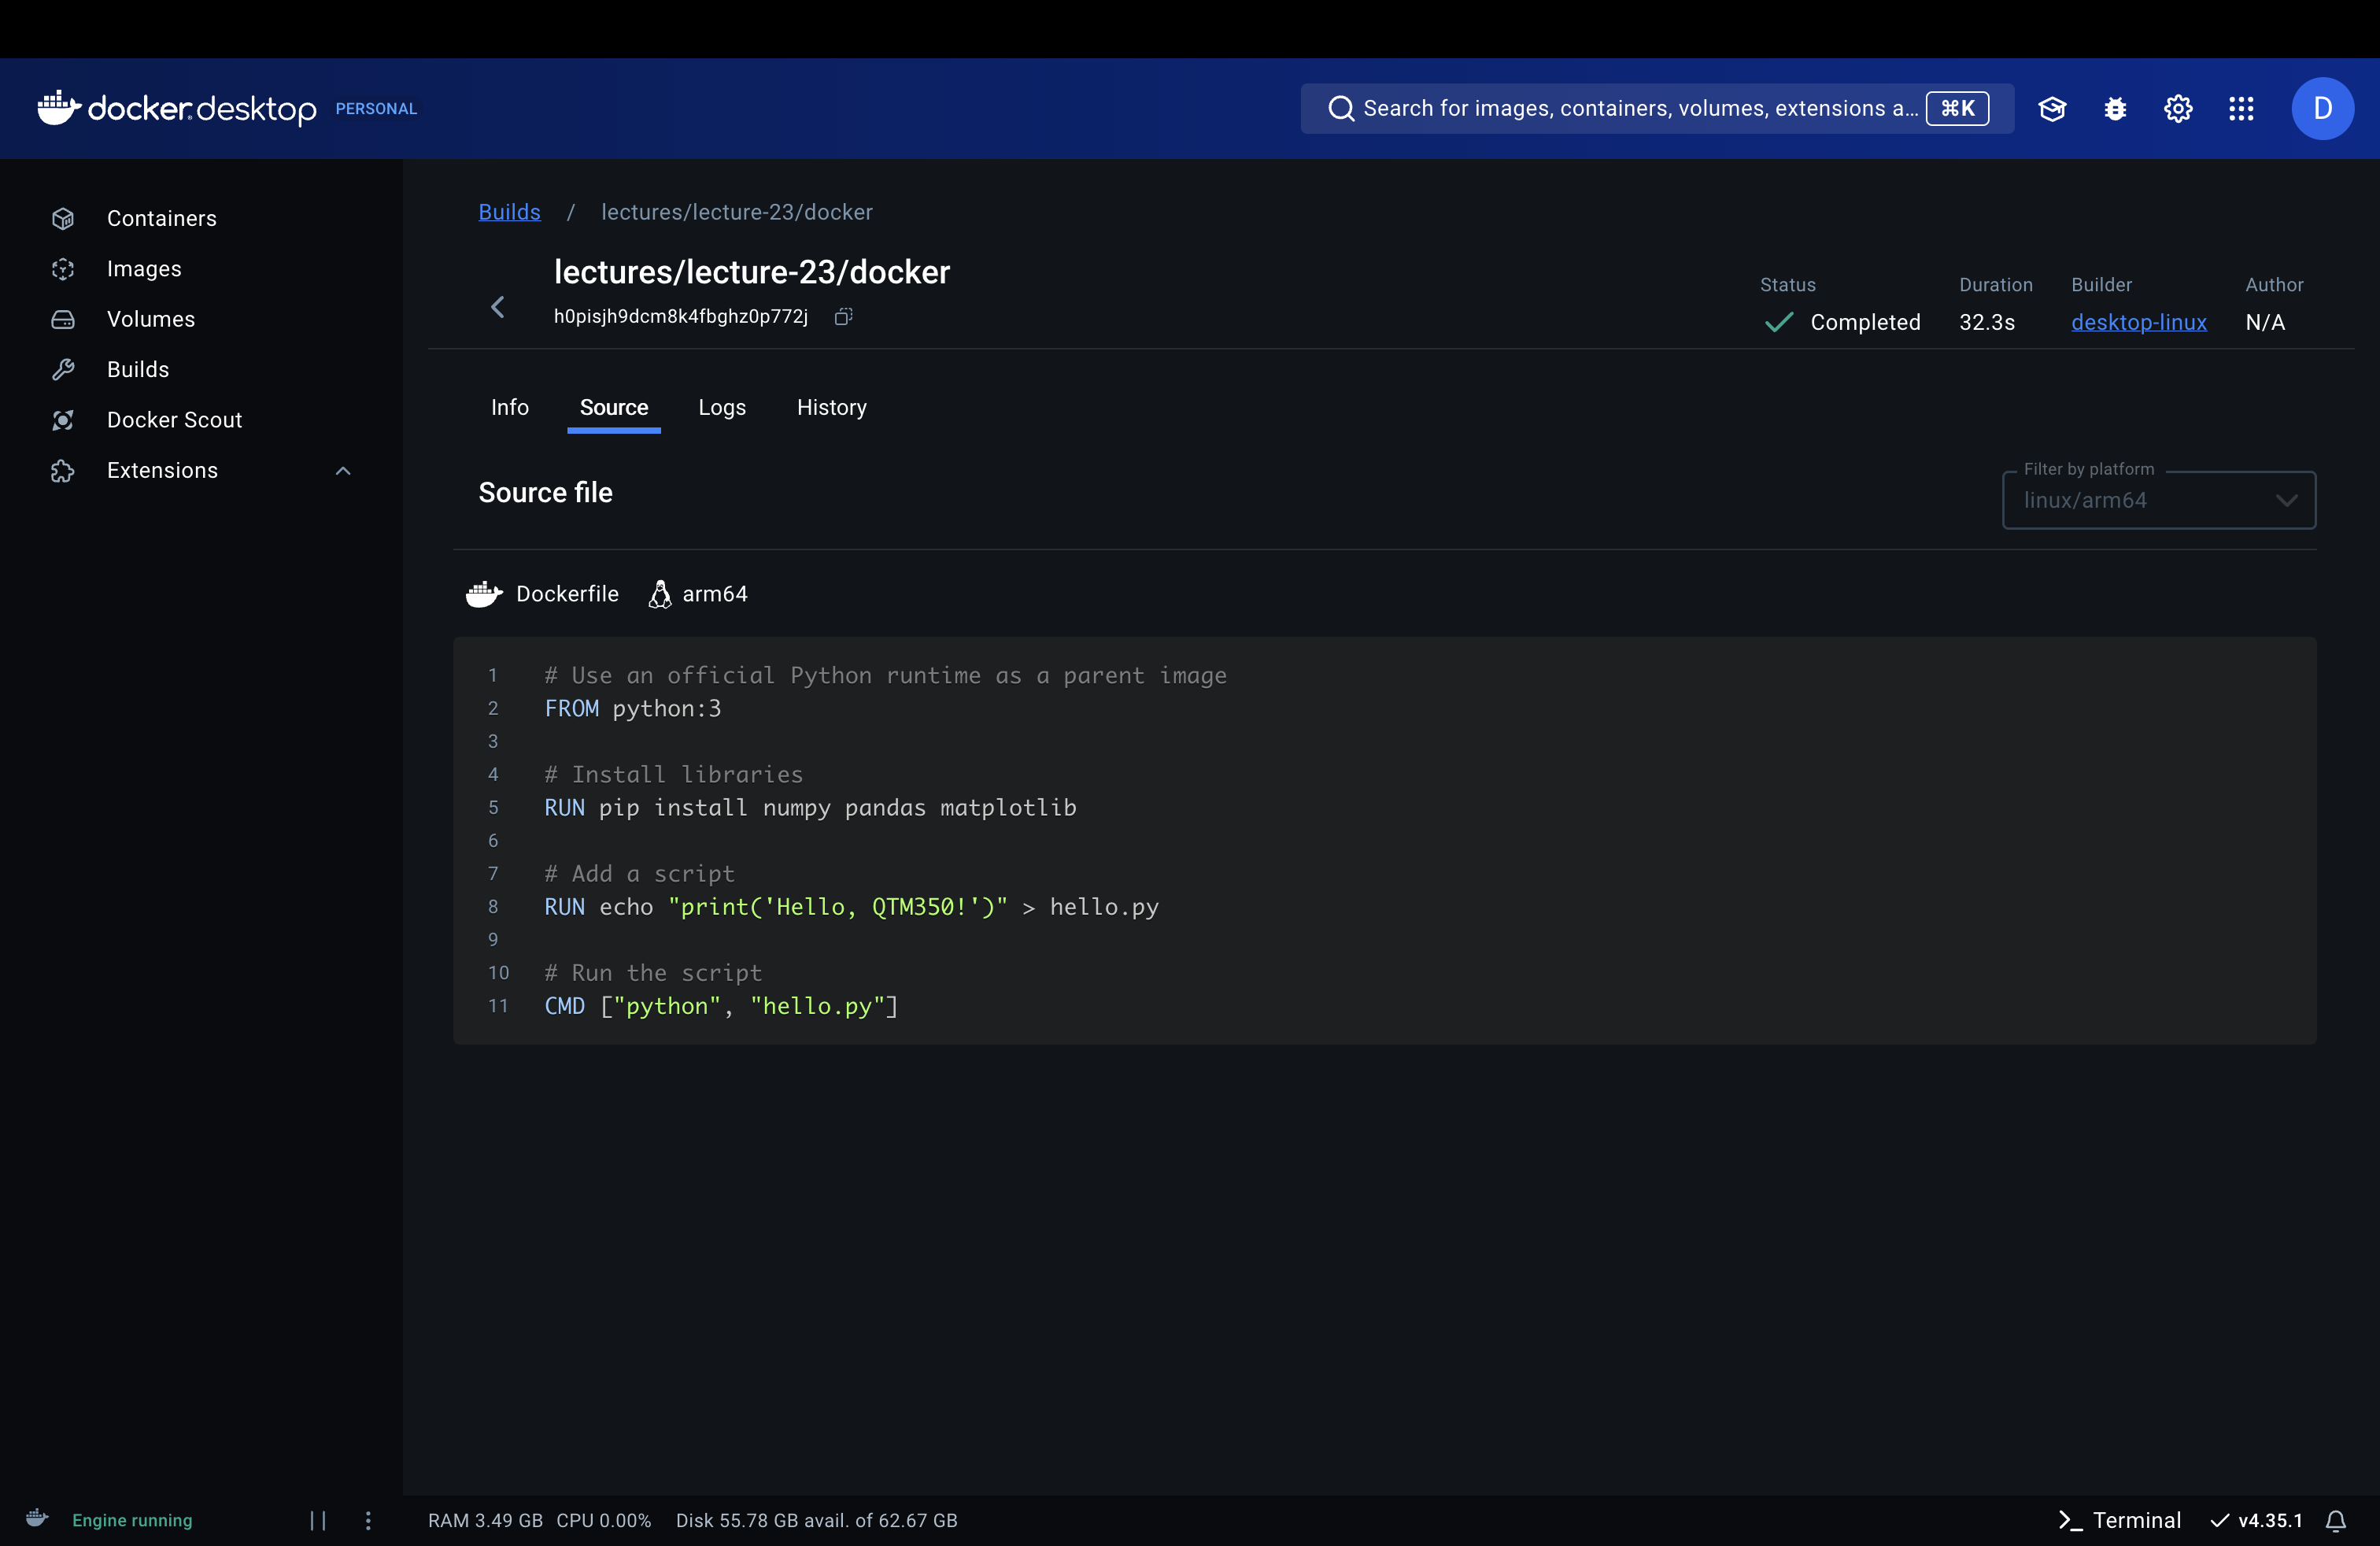 docker desktop PERSONAL
Search for images, containers, volumes, extensions a... ⌘K
D
Containers
Images
Volumes
Builds
Docker Scout
Extensions
Builds / lectures/lecture-23/docker
lectures/lecture-23/docker
h0pisjh9dcm8k4fbghz0p772j
Status Duration Builder Author
Completed 32.3s desktop-linux N/A
Info Source Logs History
Source file
Filter by platform
linux/arm64
Dockerfile arm64
1 # Use an official Python runtime as a parent image
2 FROM python:3
3
4 # Install libraries
5 RUN pip install numpy pandas matplotlib
6
7 # Add a script
8 RUN echo "print('Hello, QTM350!')" > hello.py
9
10 # Run the script
11 CMD ["python", "hello.py"]
Engine running
RAM 3.49 GB CPU 0.00% Disk 55.78 GB avail. of 62.67 GB
Terminal v4.35.1